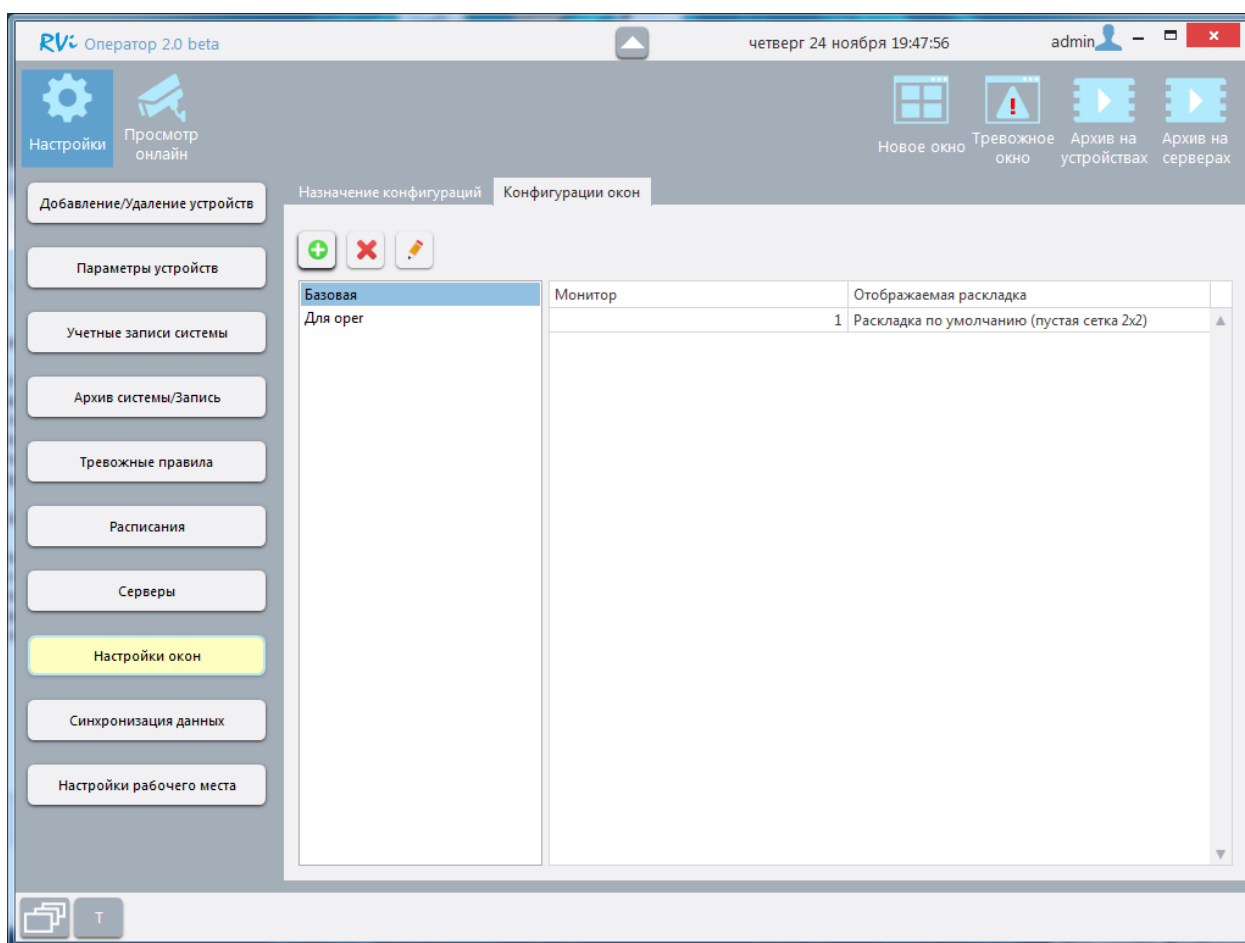 RVi Оператор 2.0 beta
четверг 24 ноября 19:47:56
admin
Настройки
Просмотр
онлайн
Новое окно
Тревожное
окно
Архив на
устройствах
Архив на
серверах
Добавление/Удаление устройств
Параметры устройств
Учетные записи системы
Архив системы/Запись
Тревожные правила
Расписания
Серверы
Настройки окон
Синхронизация данных
Настройки рабочего места
Назначение конфигураций
Конфигурации окон
Базовая
Для oper
Монитор
Отображаемая раскладка
1 Раскладка по умолчанию (пустая сетка 2x2)
T